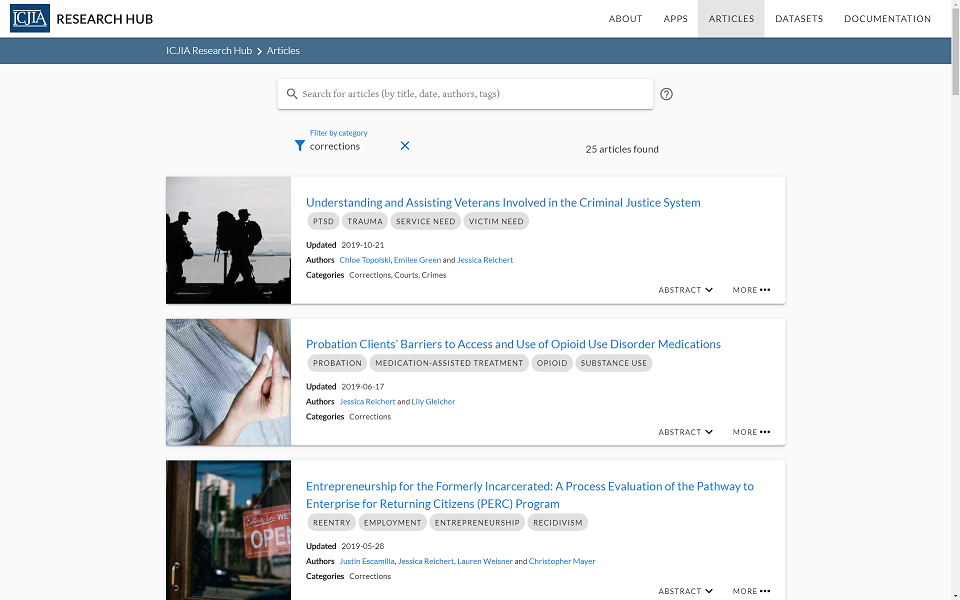 ICJIA RESEARCH HUB
ABOUT APPS ARTICLES DATASETS DOCUMENTATION
ICJIA Research Hub > Articles
Search for articles (by title, date, authors, tags)
Filter by category
corrections
25 articles found
Understanding and Assisting Veterans Involved in the Criminal Justice System
PTSD TRAUMA SERVICE NEED VICTIM NEED
Updated 2019-10-21
Authors Chloe Topolski, Emilee Green and Jessica Reichert
Categories Corrections, Courts, Crimes
ABSTRACT MORE •••
Probation Clients’ Barriers to Access and Use of Opioid Use Disorder Medications
PROBATION MEDICATION-ASSISTED TREATMENT OPIOID SUBSTANCE USE
Updated 2019-06-17
Authors Jessica Reichert and Lily Gleicher
Categories Corrections
ABSTRACT MORE •••
Come in WE'
OPEN
Entrepreneurship for the Formerly Incarcerated: A Process Evaluation of the Pathway to
Enterprise for Returning Citizens (PERC) Program
REENTRY EMPLOYMENT ENTREPRENEURSHIP RECIDIVISM
Updated 2019-05-28
Authors Justin Escamilla, Jessica Reichert, Lauren Weisner and Christopher Mayer
Categories Corrections
ABSTRACT MORE •••